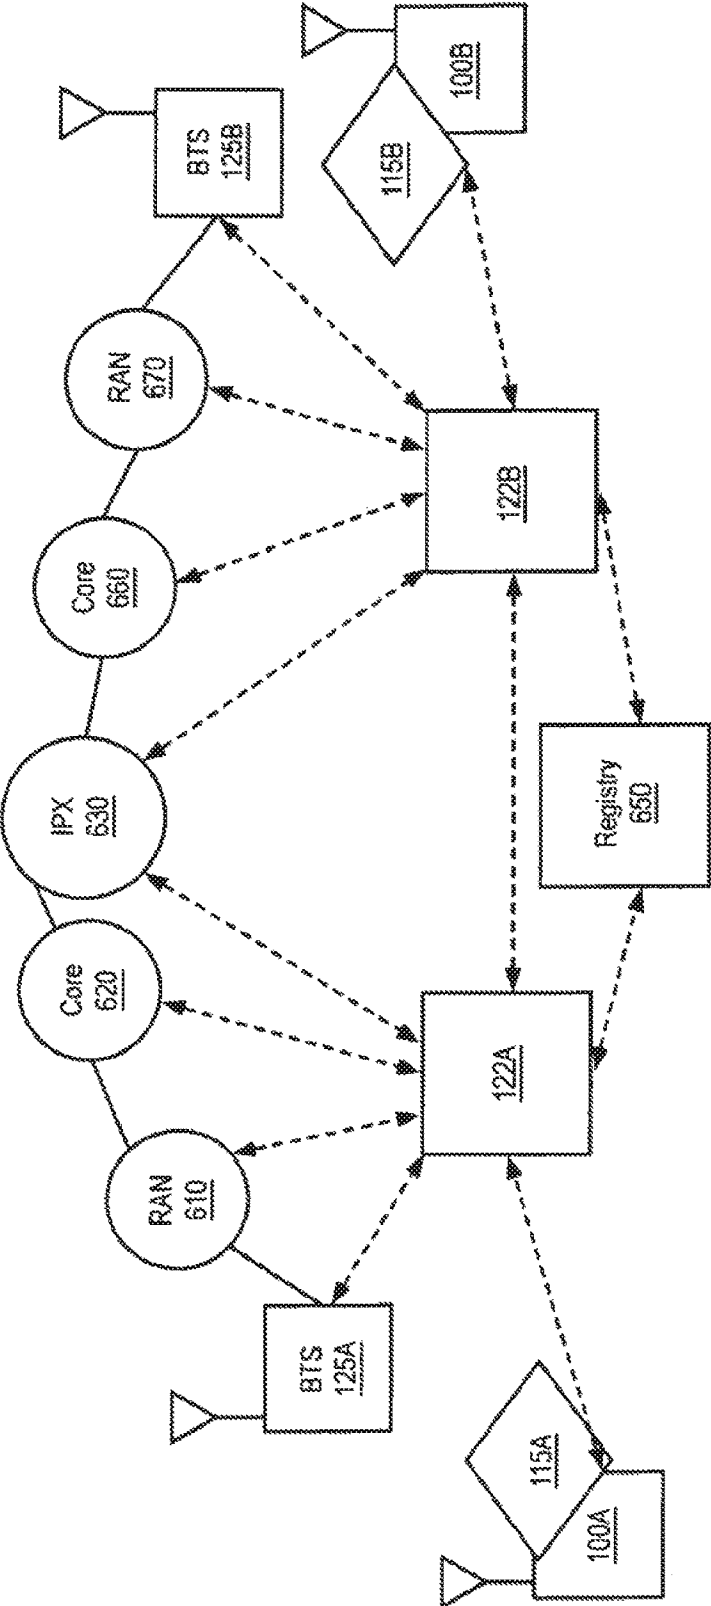 BTS
125A
RAN
610
Core
620
IPX
630
Core
660
RAN
670
BTS
125B
100A
115A
122A
122B
115B
100B
Registry
650